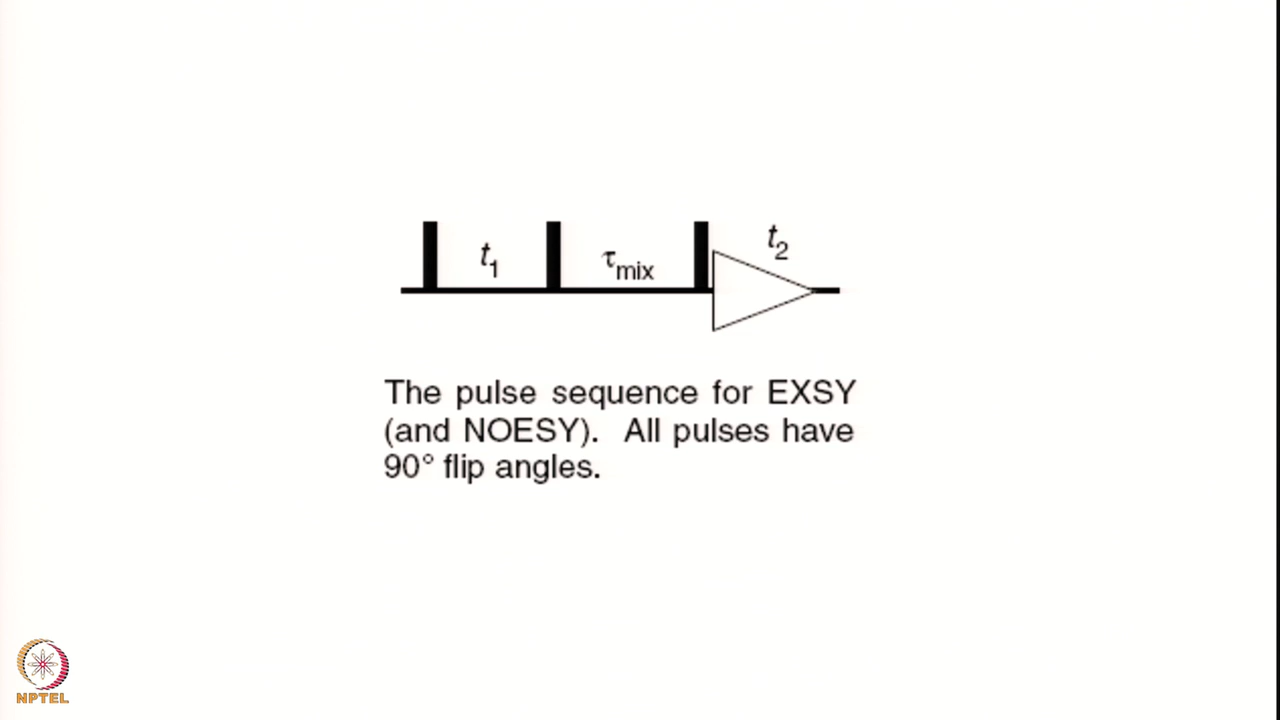 t1
τmix
t2
The pulse sequence for EXSY
(and NOESY). All pulses have
90° flip angles.
NPTEL